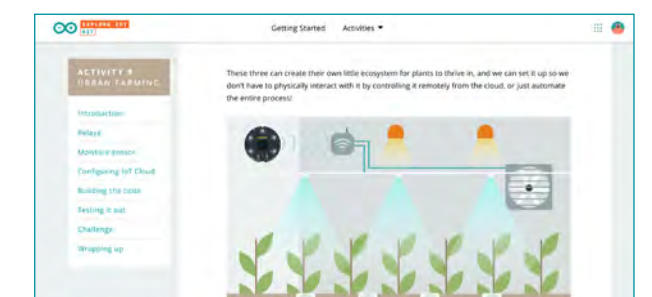 EXPLORE IOT
KIT
Getting Started Activities
ACTIVITY 9
URBAN FARMING
Introduction
Relays
Moisture sensor
Configuring IoT Cloud
Building the code
Testing it out
Challenge
Wrapping up
These three can create their own little ecosystem for plants to thrive in, and we can set it up so we
don't have to physically interact with it by controlling it remotely from the cloud, or just automate
the entire process!